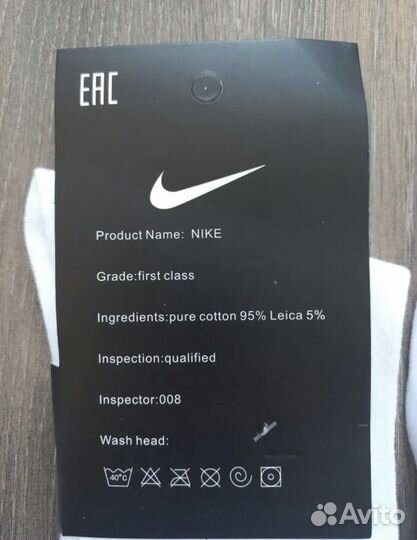 EAC
Product Name: NIKE
Grade:first class
Ingredients:pure cotton 95% Leica 5%
Inspection:qualified
Inspector:008
Wash head:
40°C
Avito